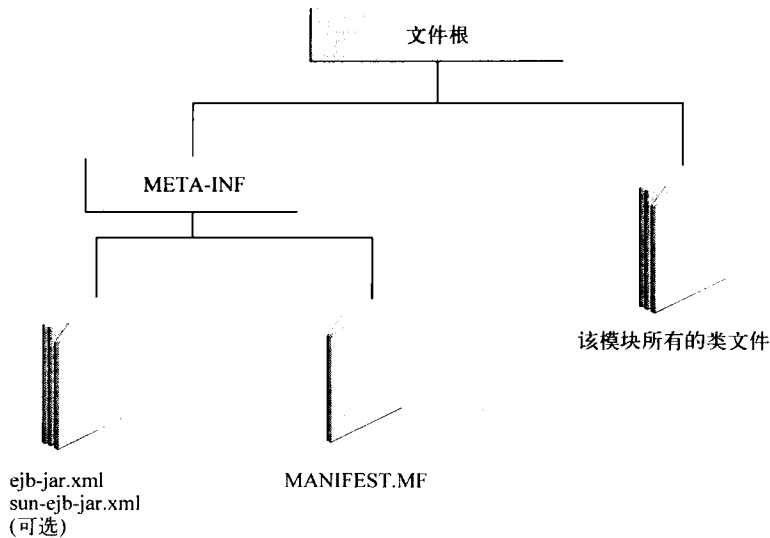 文件根
META-INF
该模块所有的类文件
ejb-jar.xml
sun-ejb-jar.xml
(可选)
MANIFEST.MF